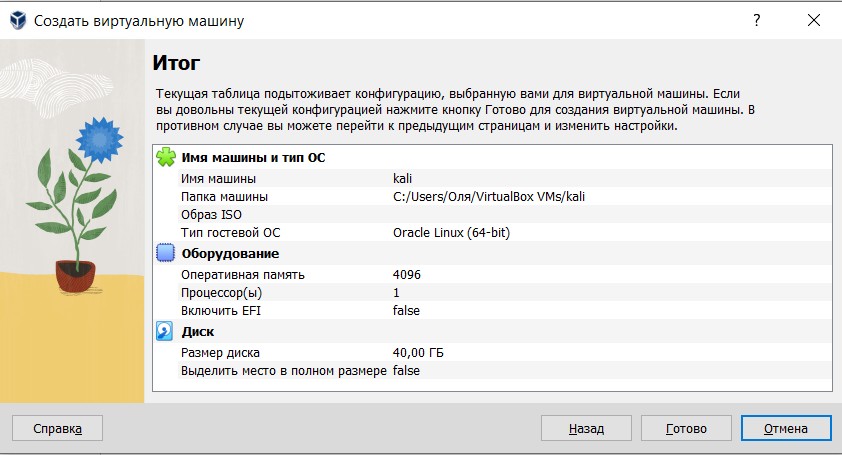 Создать виртуальную машину
Итог
Текущая таблица подытоживает конфигурацию, выбранную вами для виртуальной машины. Если
вы довольны текущей конфигурацией нажмите кнопку Готово для создания виртуальной машины. В
противном случае вы можете перейти к предыдущим страницам и изменить настройки.
Имя машины и тип ОС
Имя машины kali
Папка машины C:/Users/Оля/VirtualBox VMs/kali
Образ ISO
Тип гостевой ОС Oracle Linux (64-bit)
Оборудование
Оперативная память 4096
Процессор(ы) 1
Включить EFI false
Диск
Размер диска 40,00 ГБ
Выделить место в полном размере false
Справка Назад Готово Отмена